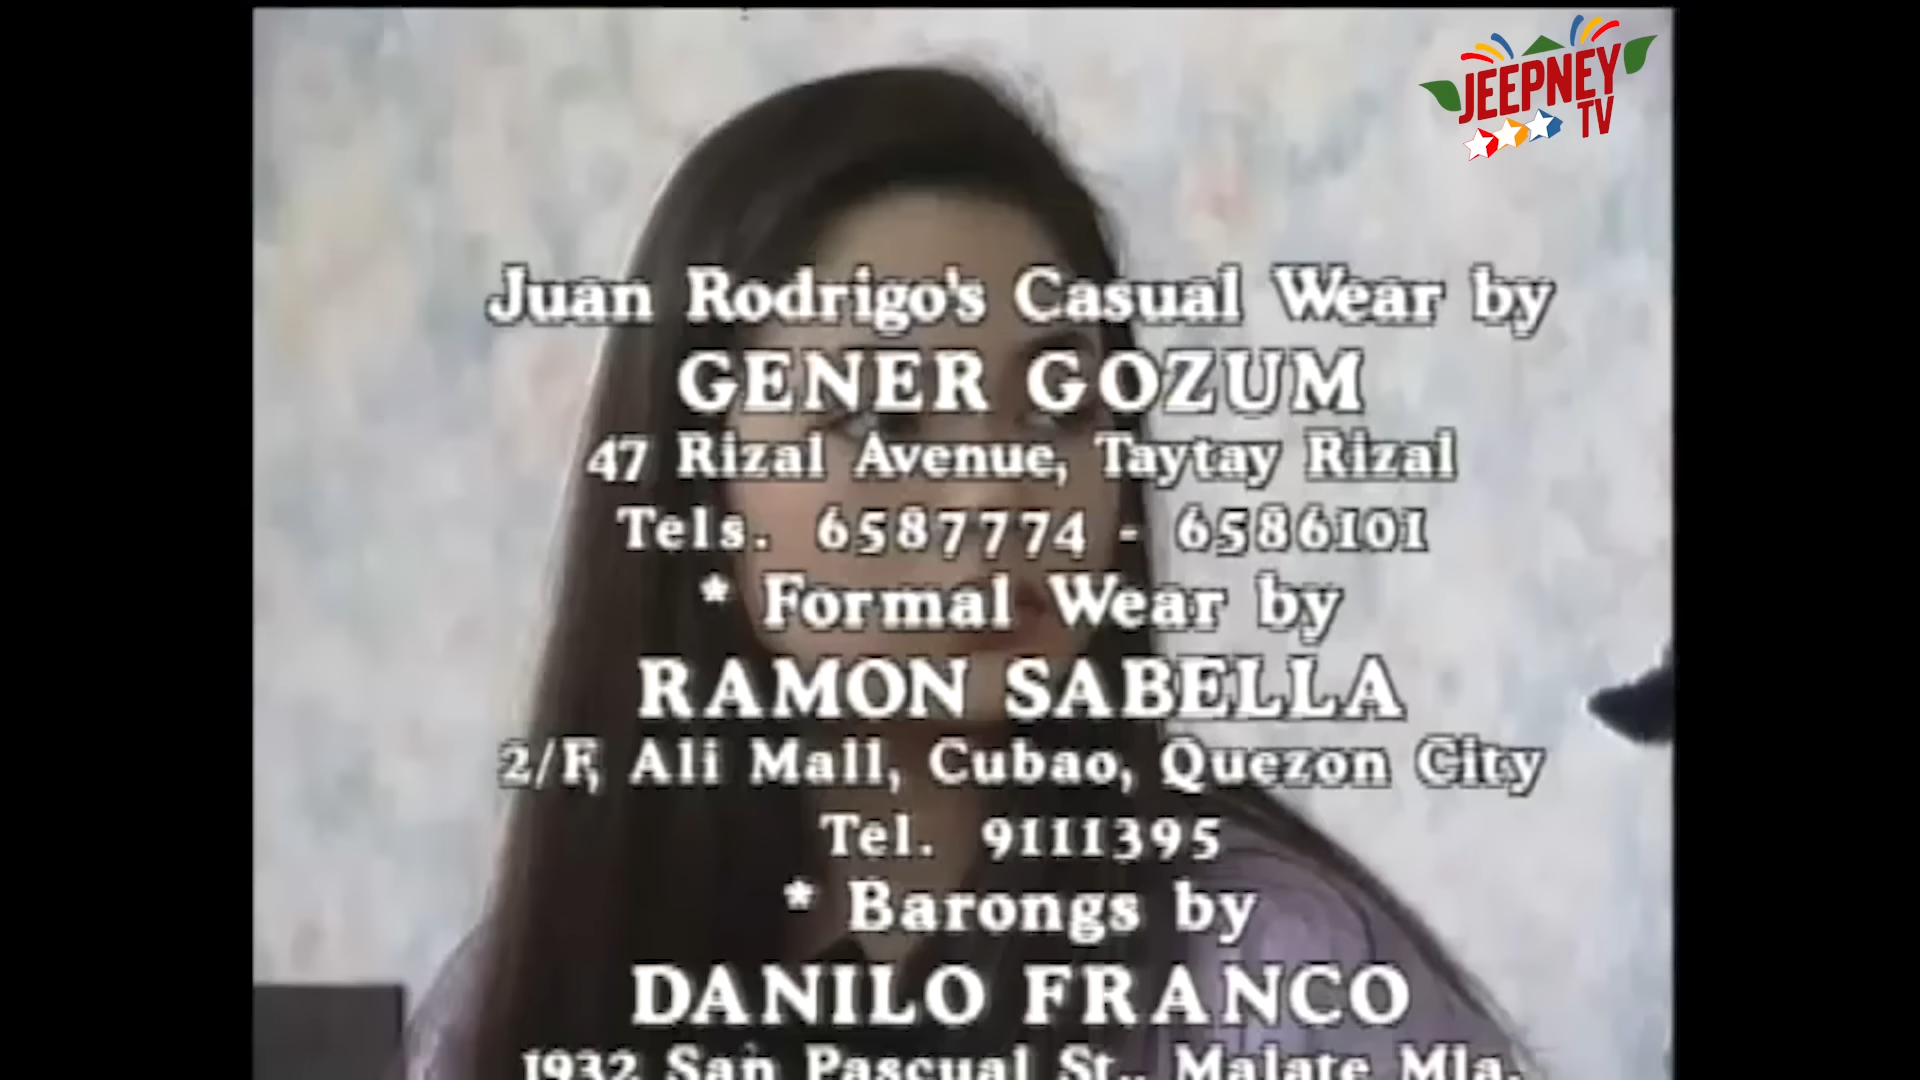 JEEPNEY
TV
Juan Rodrigo's Casual Wear by
GENER GOZUM
47 Rizal Avenue, Taytay Rizal
Tels. 6587774 - 6586101
* Formal Wear by
RAMON SABELLA
2/F, Ali Mall, Cubao, Quezon City
Tel. 9111395
* Barongs by
DANILO FRANCO
1932 San Pascual St., Malate Mla.